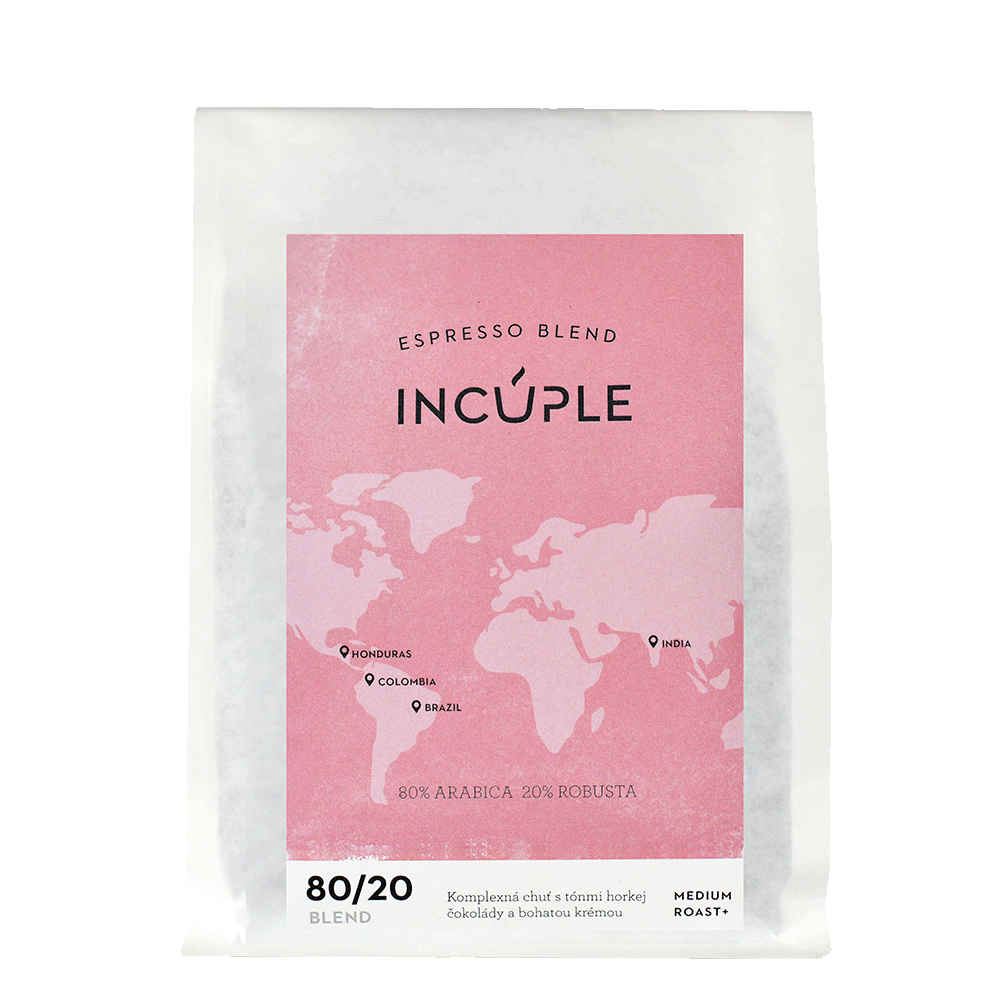 ESPRESSO BLEND
INCÚPLE
INDIA
HONDURAS
COLOMBIA
BRAZIL
80% ARABICA 20% ROBUSTA
80/20
BLEND
Komplexná chuť s tónmi horkej
čokolády a bohatou krémou
MEDIUM
ROAST+